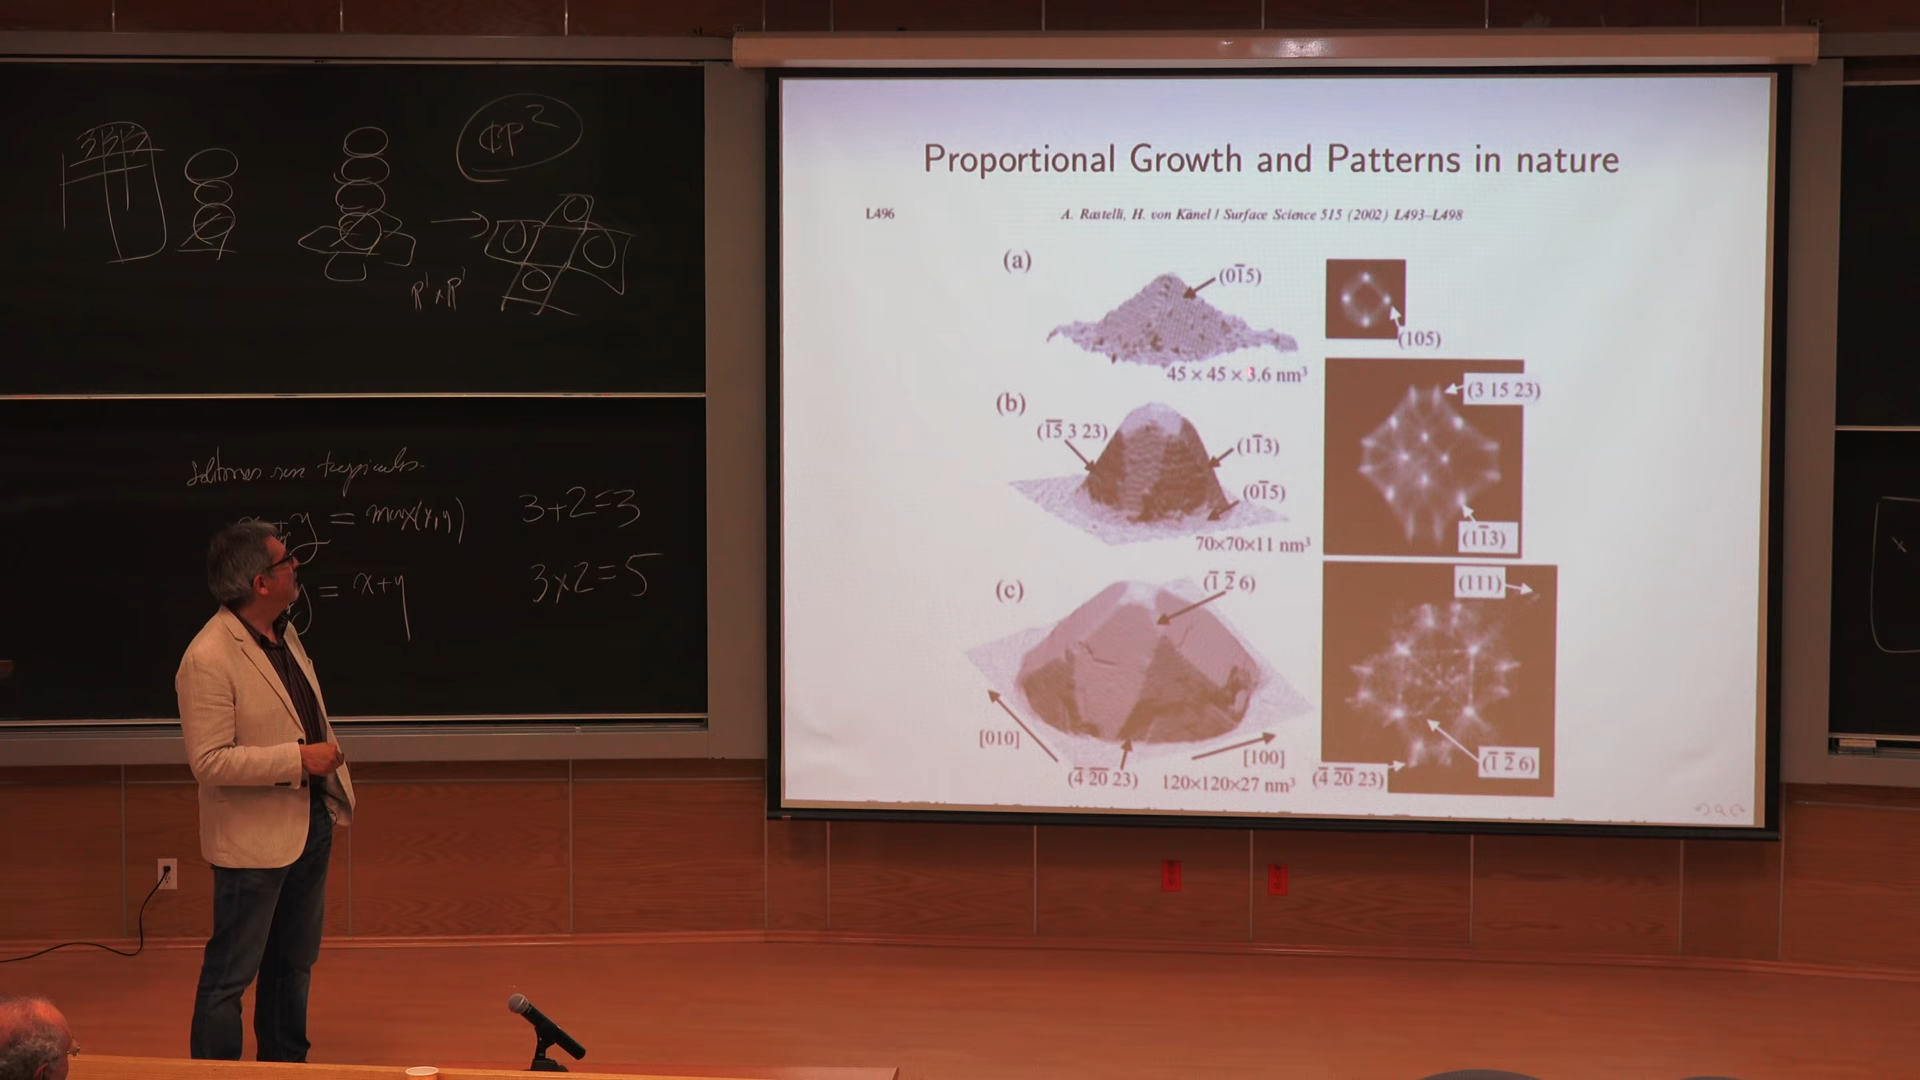 ℂP²
R¹×R¹
= max(x,y)
3+2=3
= x+y
3×2=5
Proportional Growth and Patterns in nature
L496 A. Rastelli, H. von Känel / Surface Science 515 (2002) L493–L498
(a)
(01̅5)
(105)
45 × 45 × 3.6 nm³
(b)
(1̅5̅ 3 23)
(11̅3)
(01̅5)
70×70×11 nm³
(3 15 23)
(11̅3)
(c)
(1̅ 2̅ 6)
[010]
[100]
(4̅ 2̅0̅ 23)
120×120×27 nm³
(111)
(1̅ 2̅ 6)
(4̅ 2̅0̅ 23)